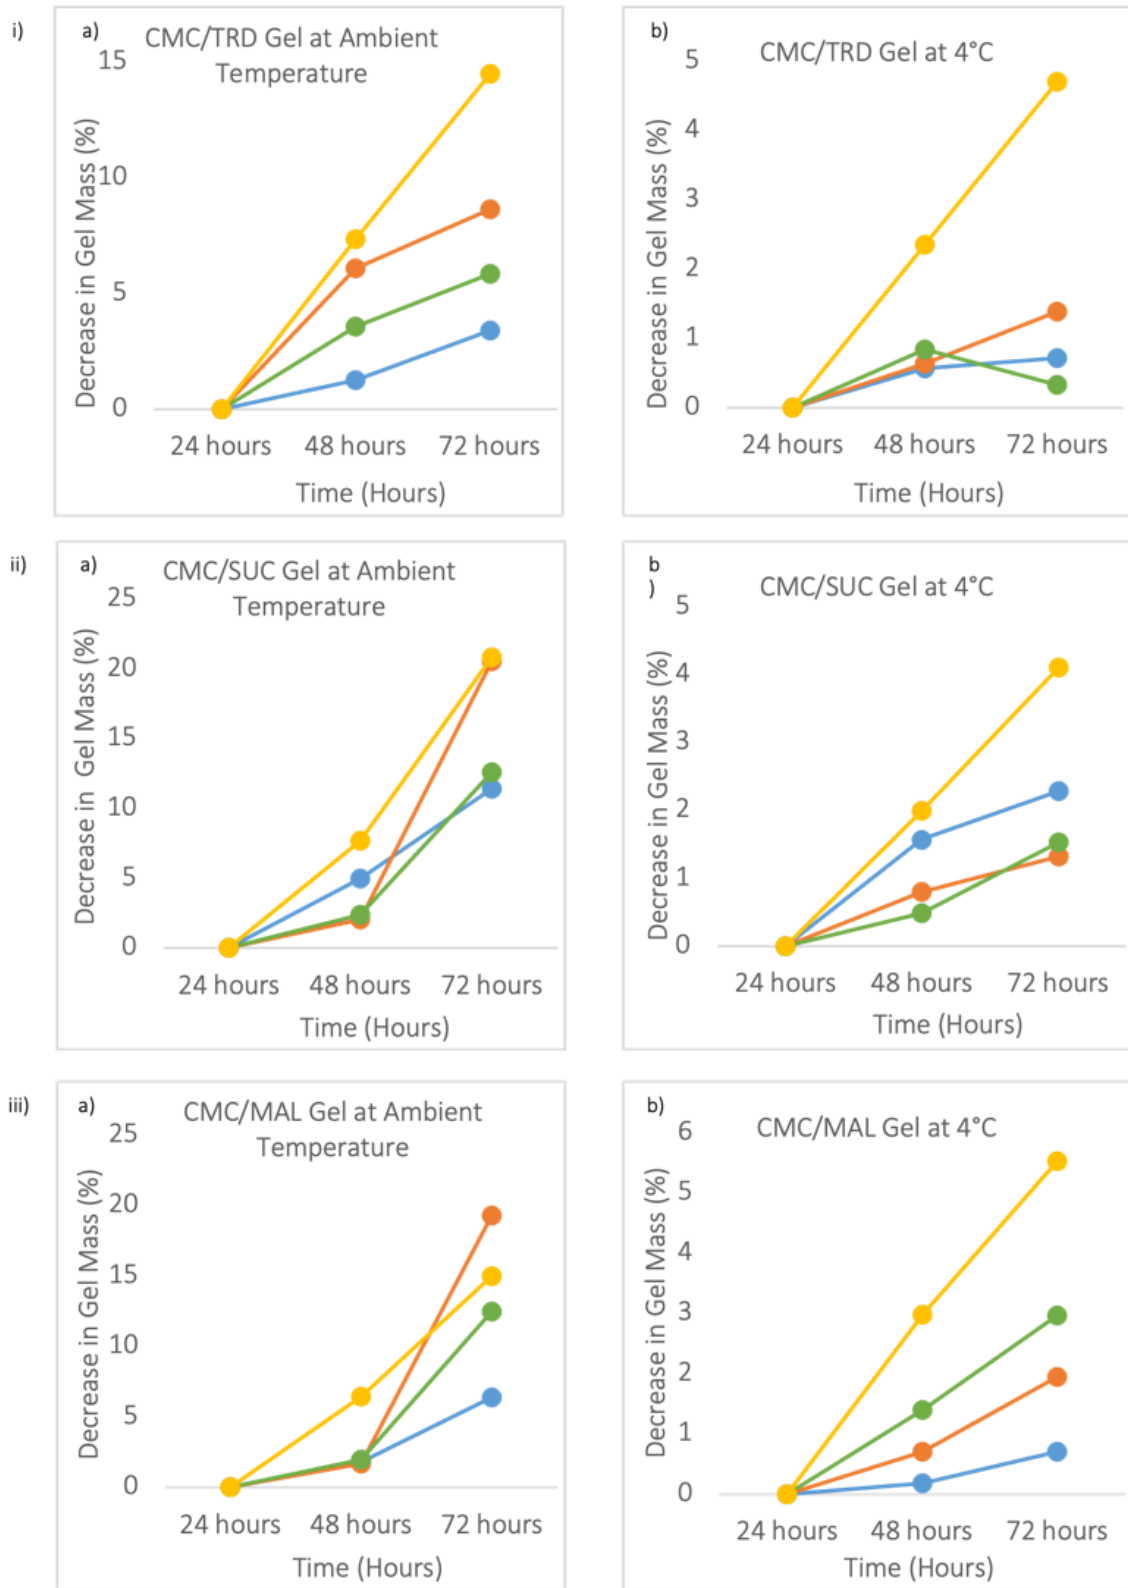 i)
a)
CMC/TRD Gel at Ambient
Temperature
15
10
5
0
Decrease in Gel Mass (%)
24 hours 48 hours 72 hours
Time (Hours)
b)
CMC/TRD Gel at 4°C
5
4
3
2
1
0
Decrease in Gel Mass (%)
24 hours 48 hours 72 hours
Time (Hours)
ii)
a)
CMC/SUC Gel at Ambient
Temperature
25
20
15
10
5
0
Decrease in Gel Mass (%)
24 hours 48 hours 72 hours
Time (Hours)
b
)
CMC/SUC Gel at 4°C
5
4
3
2
1
0
Decrease in Gel Mass (%)
24 hours 48 hours 72 hours
Time (Hours)
iii)
a)
CMC/MAL Gel at Ambient
Temperature
25
20
15
10
5
0
Decrease in Gel Mass (%)
24 hours 48 hours 72 hours
Time (Hours)
b)
CMC/MAL Gel at 4°C
6
5
4
3
2
1
0
Decrease in Gel Mass (%)
24 hours 48 hours 72 hours
Time (Hours)